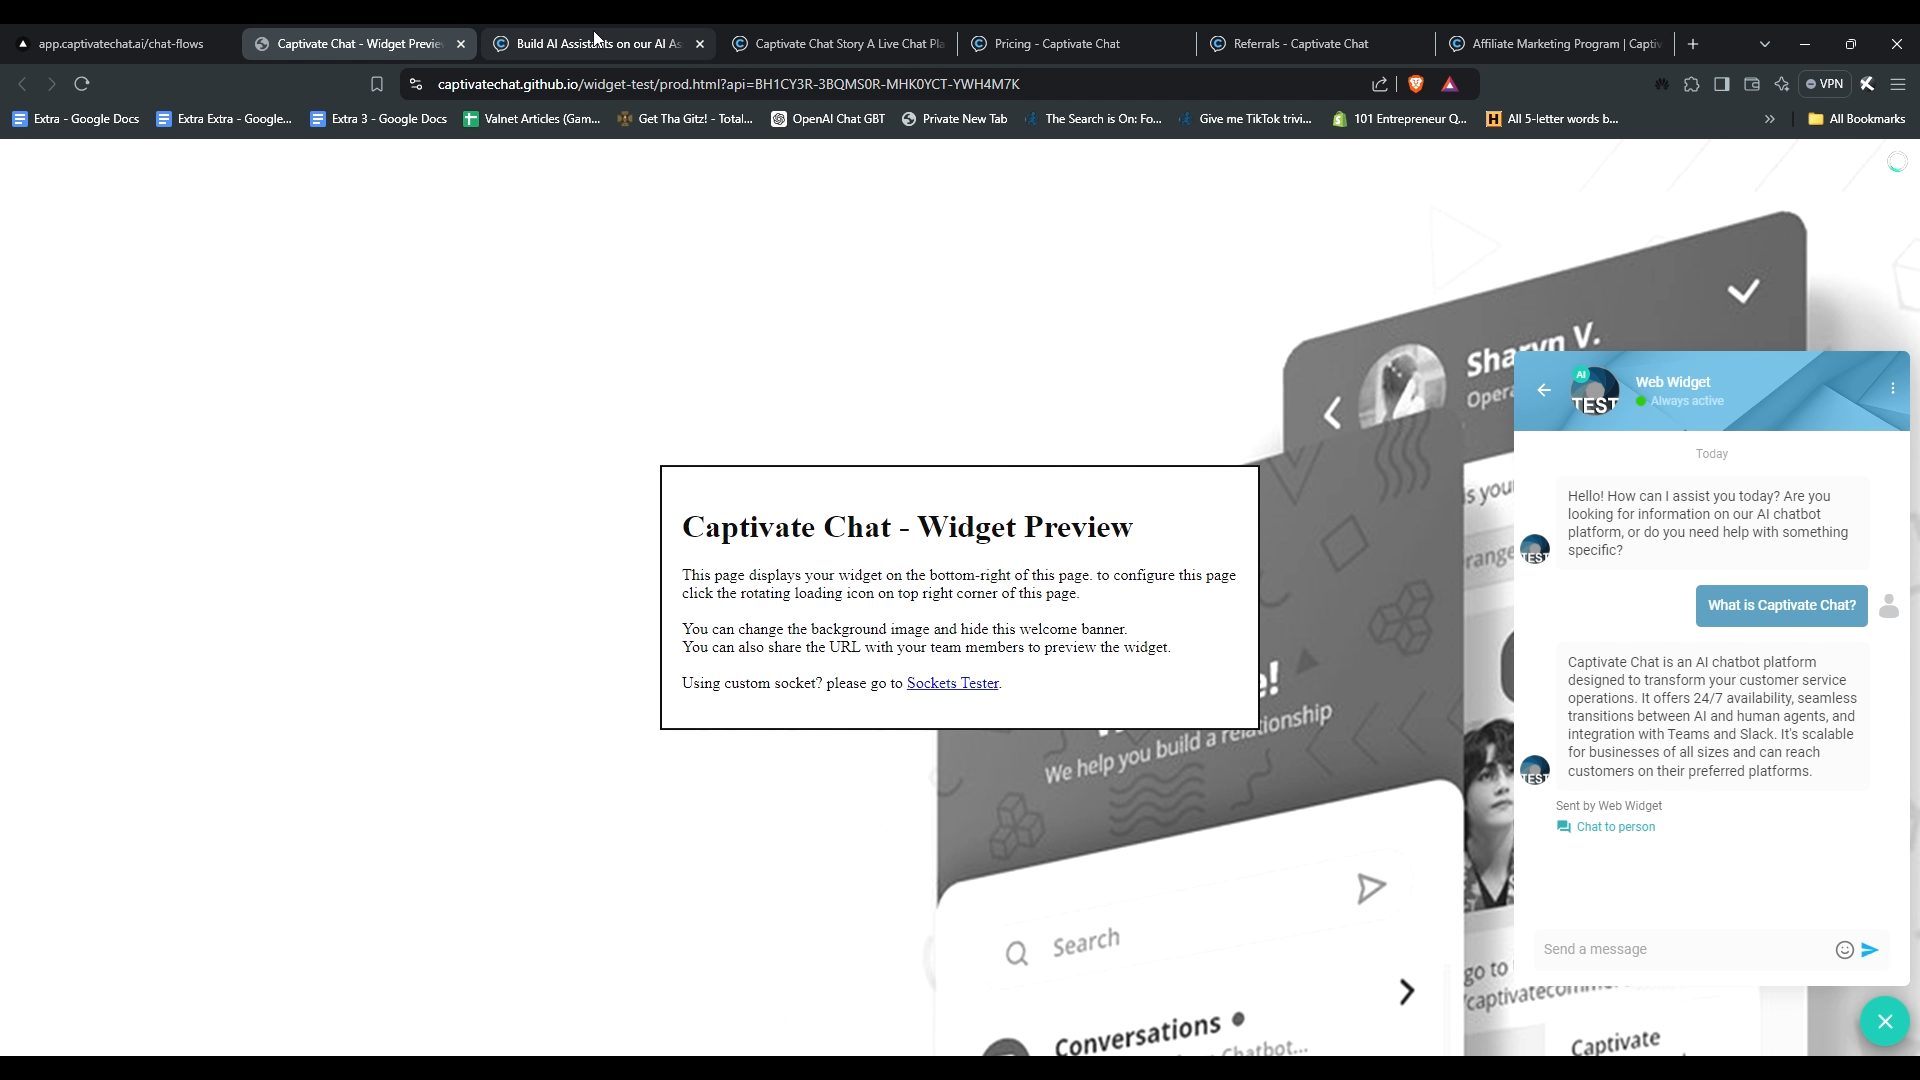 app.captivatechat.ai/chat-flows
Captivate Chat - Widget Previe
Build AI Assistants on our AI As
Captivate Chat Story A Live Chat Pla
Pricing - Captivate Chat
Referrals - Captivate Chat
Affiliate Marketing Program | Captiv
captivatechat.github.io/widget-test/prod.html?api=BH1CY3R-3BQMS0R-MHK0YCT-YWH4M7K
VPN
Extra - Google Docs
Extra Extra - Google...
Extra 3 - Google Docs
Valnet Articles (Gam...
Get Tha Gitz! - Total...
OpenAI Chat GBT
Private New Tab
The Search is On: Fo...
Give me TikTok trivi...
101 Entrepreneur Q...
All 5-letter words b...
All Bookmarks
Captivate Chat - Widget Preview
This page displays your widget on the bottom-right of this page. to configure this page
click the rotating loading icon on top right corner of this page.
You can change the background image and hide this welcome banner.
You can also share the URL with your team members to preview the widget.
Using custom socket? please go to Sockets Tester.
Sharyn V.
We help you build a relationship
Search
Conversations
Chatbot...
is your
go to
Captivate
AI
TEST
Web Widget
Always active
Today
Hello! How can I assist you today? Are you
looking for information on our AI chatbot
platform, or do you need help with something
specific?
What is Captivate Chat?
Captivate Chat is an AI chatbot platform
designed to transform your customer service
operations. It offers 24/7 availability, seamless
transitions between AI and human agents, and
integration with Teams and Slack. It's scalable
for businesses of all sizes and can reach
customers on their preferred platforms.
Sent by Web Widget
Chat to person
Send a message